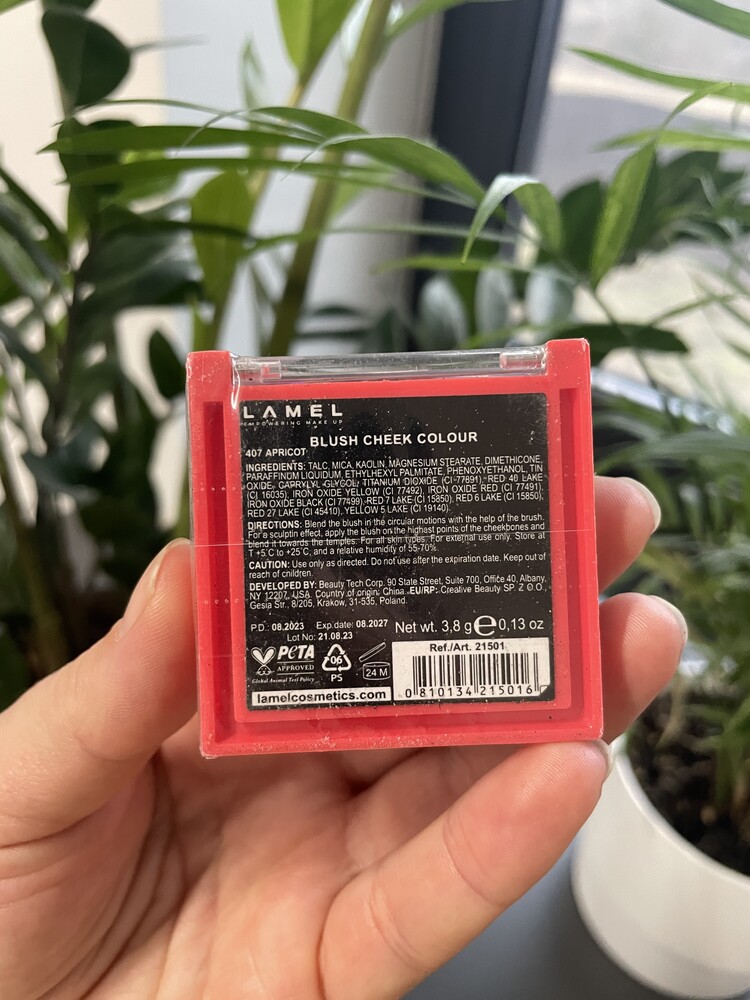 LAMEL
EMPOWERING MAKE UP
BLUSH CHEEK COLOUR
407 APRICOT
INGREDIENTS: TALC, MICA, KAOLIN, MAGNESIUM STEARATE, DIMETHICONE,
PARAFFINUM LIQUIDUM, ETHYLHEXYL PALMITATE, PHENOXYETHANOL, TIN
OXIDE, CAPRYLYL GLYCOL, TITANIUM DIOXIDE (CI 77891), RED 40 LAKE
(CI 16035), IRON OXIDE YELLOW (CI 77492), IRON OXIDE RED (CI 77491),
IRON OXIDE BLACK (CI 77499), RED 7 LAKE (CI 15850), RED 6 LAKE (CI 15850),
RED 27 LAKE (CI 45410), YELLOW 5 LAKE (CI 19140).
DIRECTIONS: Blend the blush in the circular motions with the help of the brush.
For a sculptin effect, apply the blush on the highest points of the cheekbones and
blend it towards the temples. For all skin types. For external use only. Store at
T +5°C to +25°C, and a relative humidity of 55-70%.
CAUTION: Use only as directed. Do not use after the expiration date. Keep out of
reach of children.
DEVELOPED BY: Beauty Tech Corp. 90 State Street, Suite 700, Office 40, Albany,
NY 12207, USA. Country of origin: China. EU/RP: Creative Beauty SP. Z O.O.,
Gesia Str., 8/205, Krakow, 31-535, Poland.
PD.: 08.2023 Exp.date: 08.2027 Net wt. 3,8 g e 0,13 oz
Lot No: 21.08.23
PETA
APPROVED
Global Animal Test Policy
06
PS
24 M
Ref./Art. 21501
0 810134 215016
lamelcosmetics.com